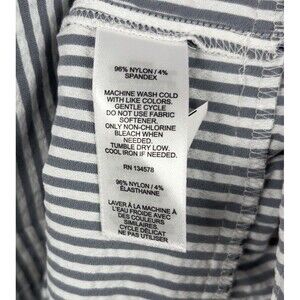 96% NYLON / 4%
SPANDEX
MACHINE WASH COLD
WITH LIKE COLORS.
GENTLE CYCLE
DO NOT USE FABRIC
SOFTENER.
ONLY NON-CHLORINE
BLEACH WHEN
NEEDED.
TUMBLE DRY LOW.
COOL IRON IF NEEDED.
RN 134578
96% NYLON / 4%
ÉLASTHANNE
LAVER À LA MACHINE À
L'EAU FROIDE AVEC
DES COULEURS
SIMILAIRES.
CYCLE DÉLICAT
NE PAS UTILISER